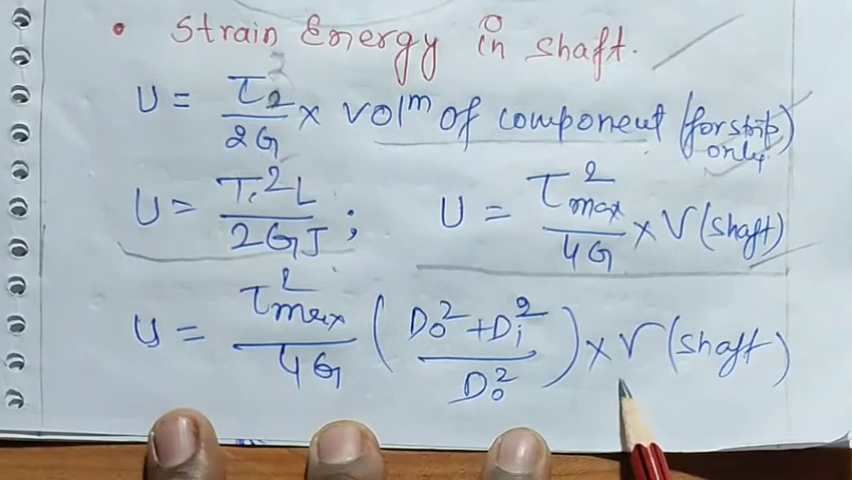 • Strain Energy in shaft.
U = τ²/2G × Volᵐ of component (for strip only)
U = T²L/2GJ ; U = τ²max/4G × V (shaft)
U = τ²max/4G (Do² + Di²/Do²) × V (shaft)